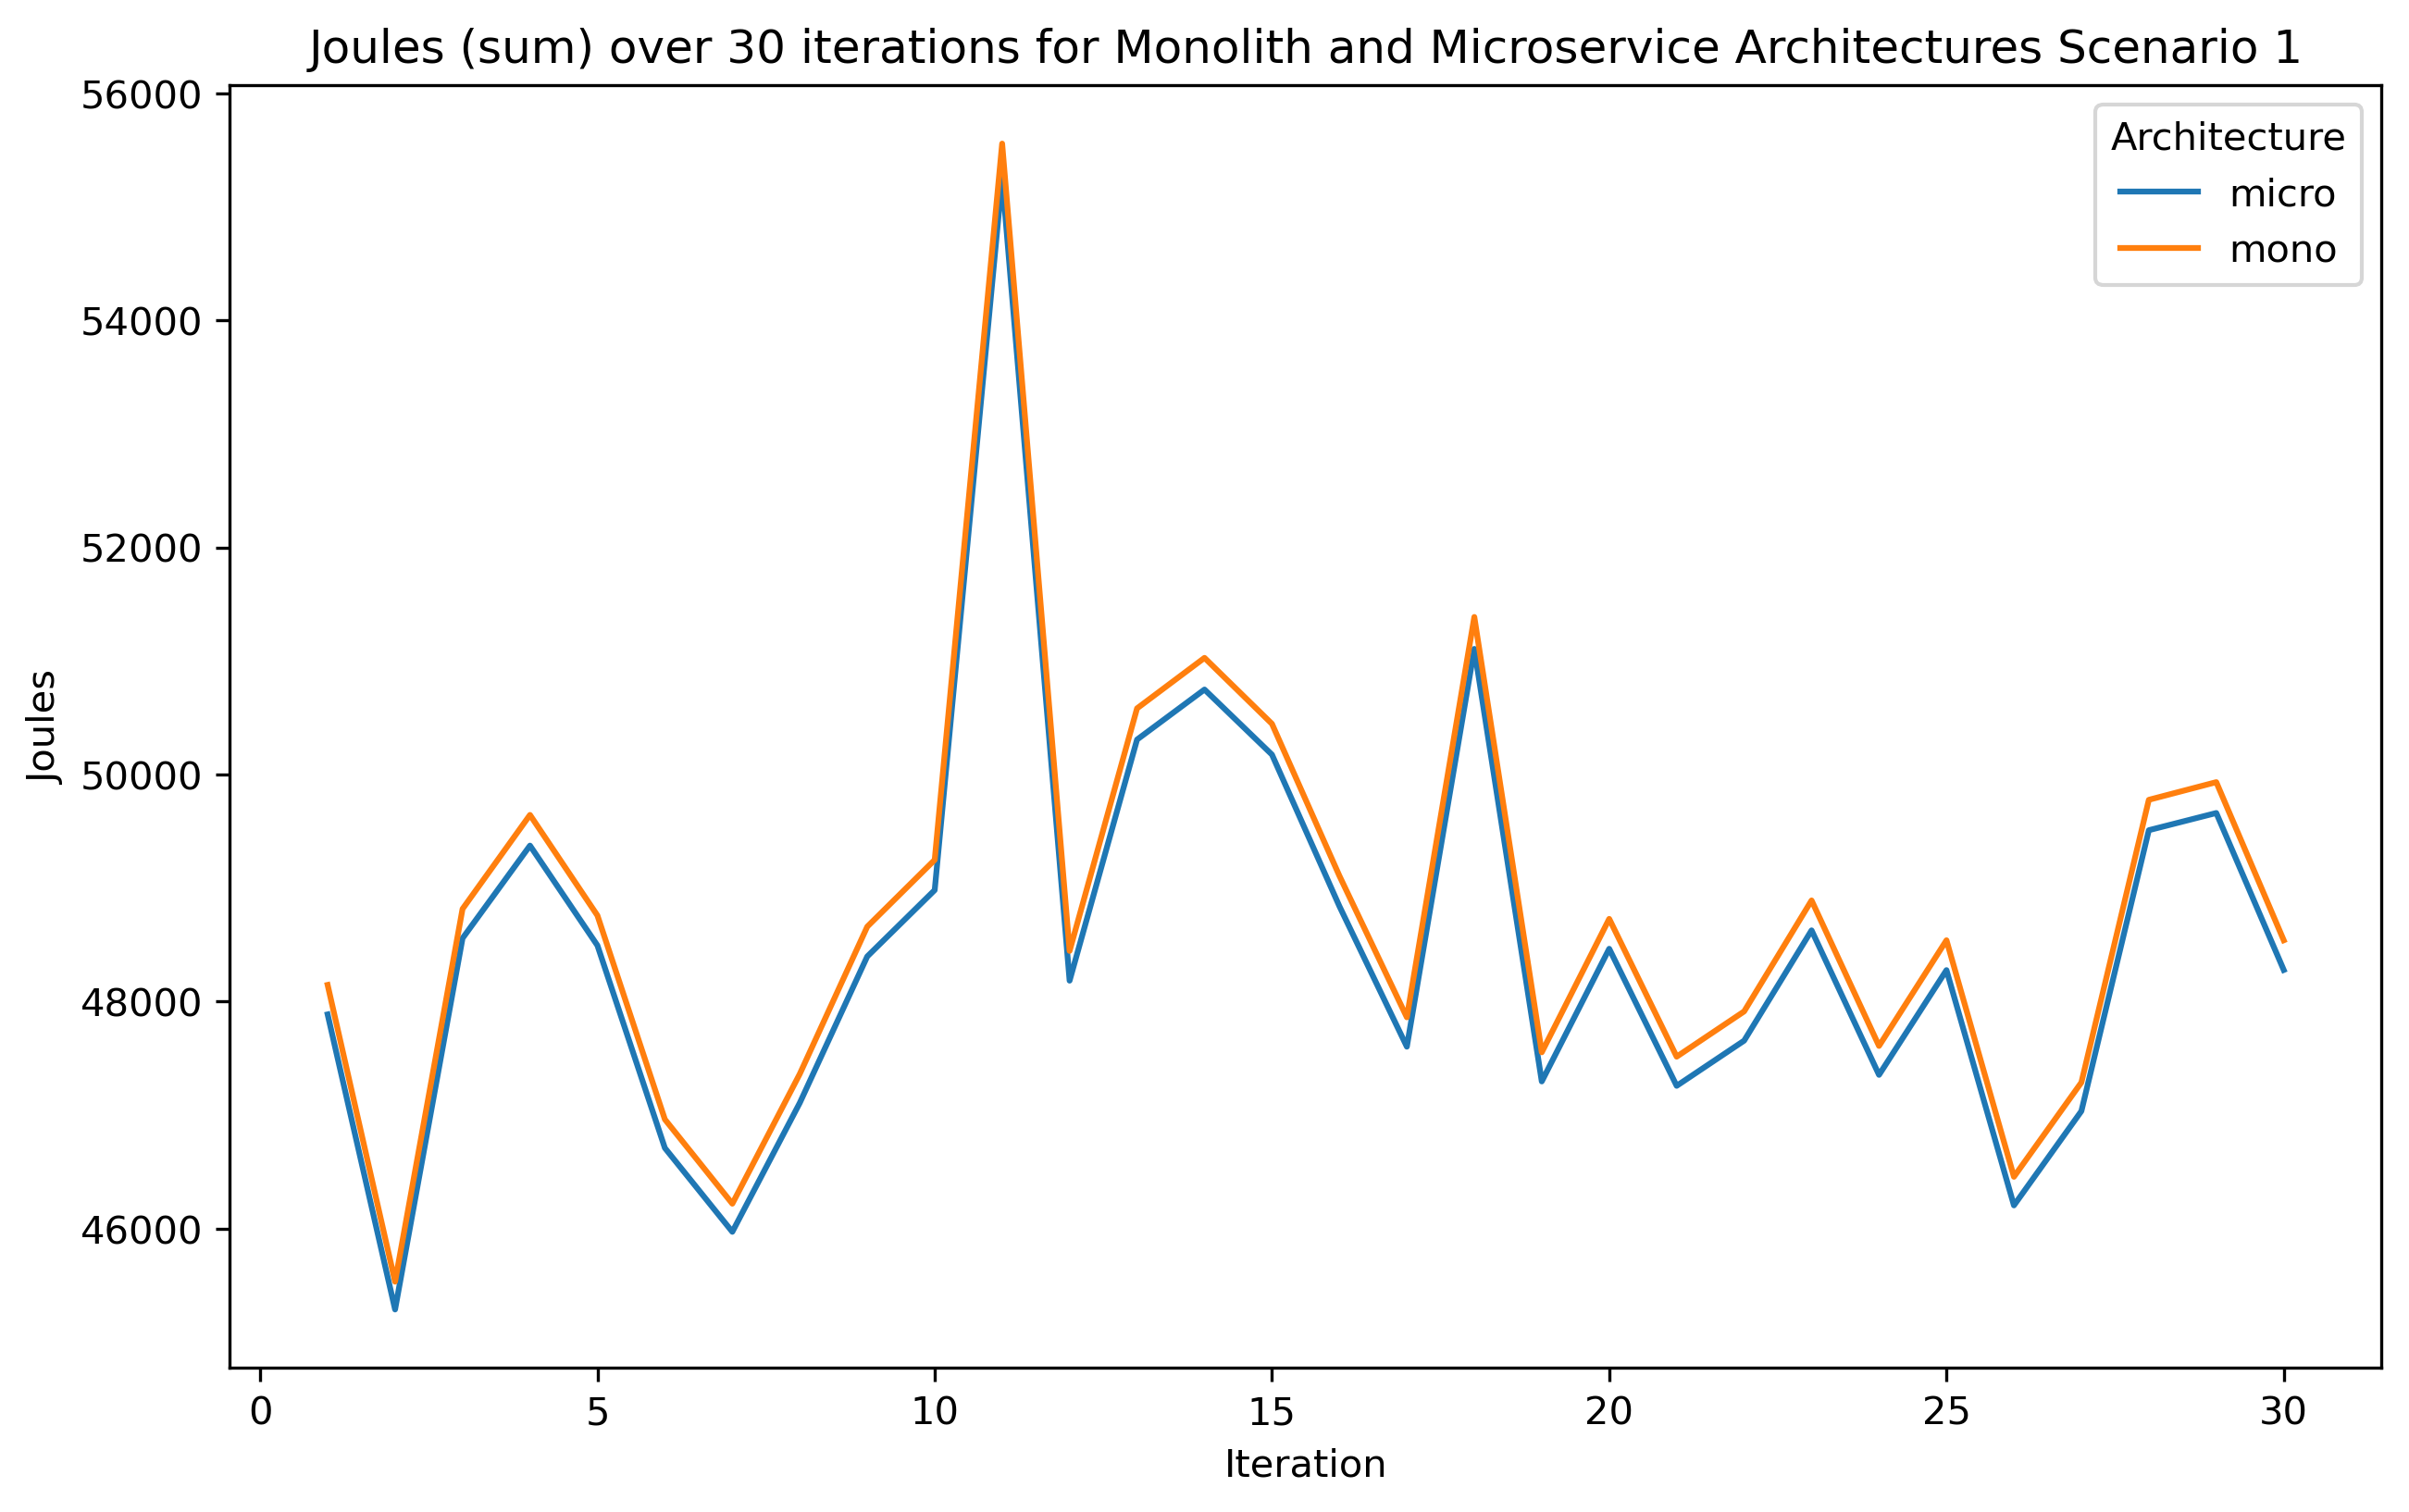 Joules (sum) over 30 iterations for Monolith and Microservice Architectures Scenario 1
56000
54000
52000
50000
48000
46000
Joules
Architecture
micro
mono
0 5 10 15 20 25 30
Iteration